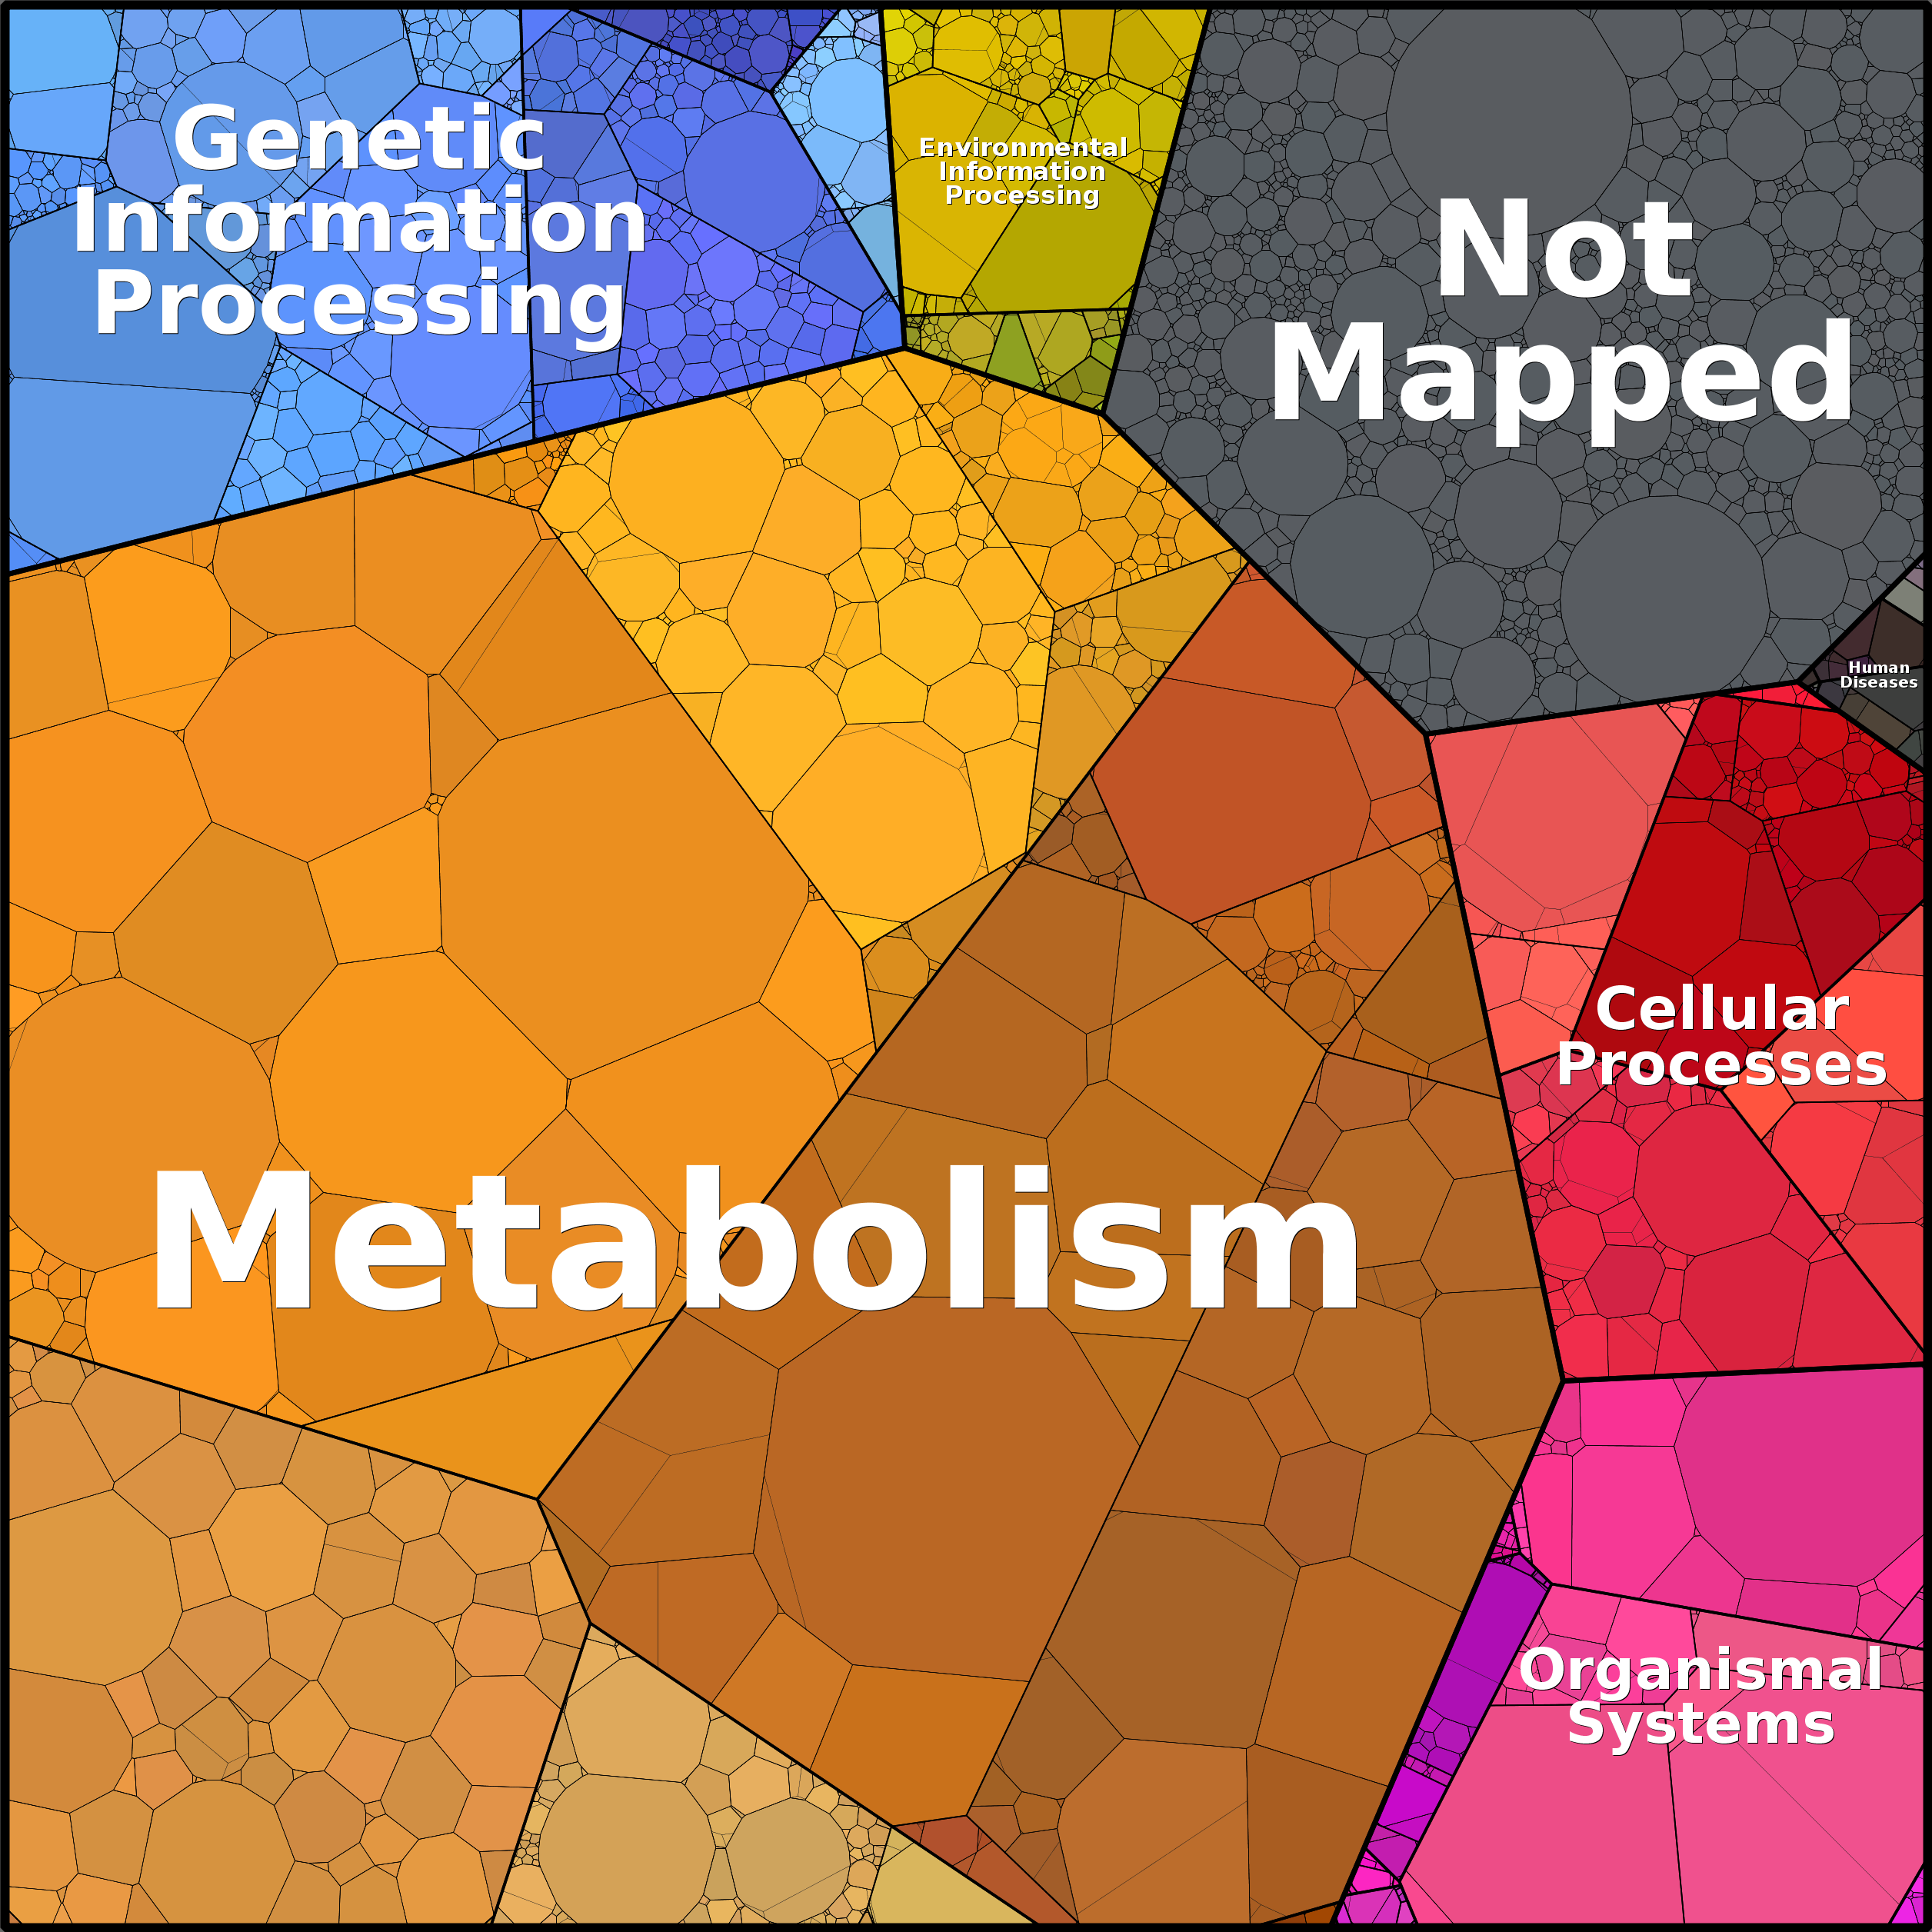 Genetic
Information
Processing
Environmental
Information
Processing
Not
Mapped
Human
Diseases
Cellular
Processes
Metabolism
Organismal
Systems